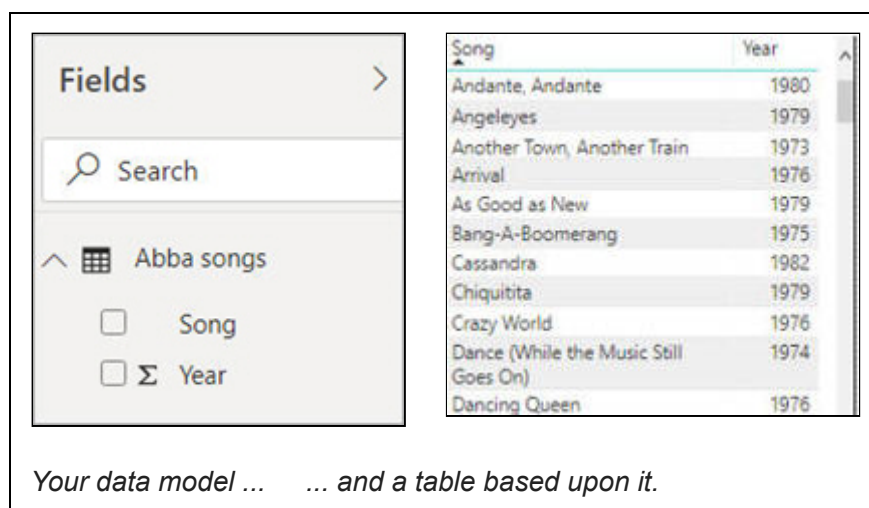 Fields
Search
Abba songs
Song
Σ Year
Song Year
Andante, Andante 1980
Angeleyes 1979
Another Town, Another Train 1973
Arrival 1976
As Good as New 1979
Bang-A-Boomerang 1975
Cassandra 1982
Chiquitita 1979
Crazy World 1976
Dance (While the Music Still 1974
Goes On)
Dancing Queen 1976
Your data model ... ... and a table based upon it.